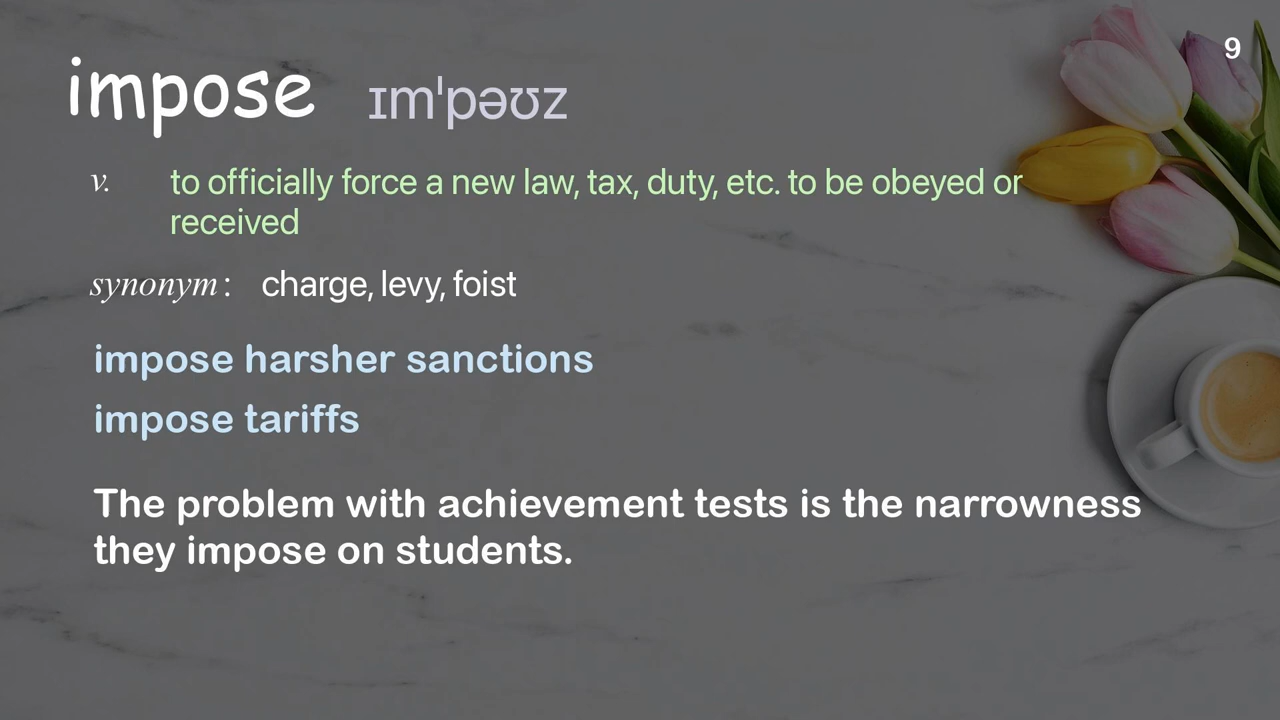 9
impose ɪmˈpəʊz
v. to officially force a new law, tax, duty, etc. to be obeyed or
received
synonym : charge, levy, foist
impose harsher sanctions
impose tariffs
The problem with achievement tests is the narrowness
they impose on students.